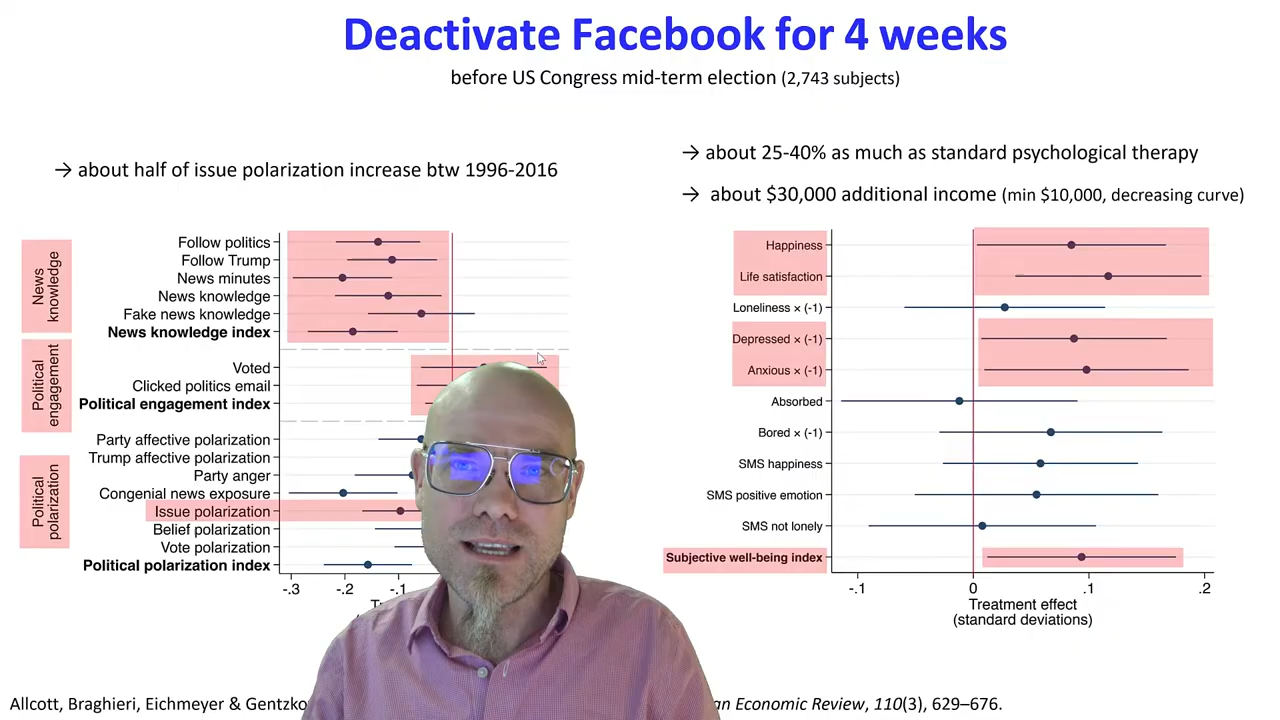 Deactivate Facebook for 4 weeks
before US Congress mid-term election (2,743 subjects)
→ about half of issue polarization increase btw 1996-2016
News knowledge
Follow politics
Follow Trump
News minutes
News knowledge
Fake news knowledge
News knowledge index
Political engagement
Voted
Clicked politics email
Political engagement index
Political polarization
Party affective polarization
Trump affective polarization
Party anger
Congenial news exposure
Issue polarization
Belief polarization
Vote polarization
Political polarization index
-.3 -.2 -.1
→ about 25-40% as much as standard psychological therapy
→ about $30,000 additional income (min $10,000, decreasing curve)
Happiness
Life satisfaction
Loneliness × (-1)
Depressed × (-1)
Anxious × (-1)
Absorbed
Bored × (-1)
SMS happiness
SMS positive emotion
SMS not lonely
Subjective well-being index
-.1 0 .1 .2
Treatment effect
(standard deviations)
Allcott, Braghieri, Eichmeyer & Economic Review, 110(3), 629–676.